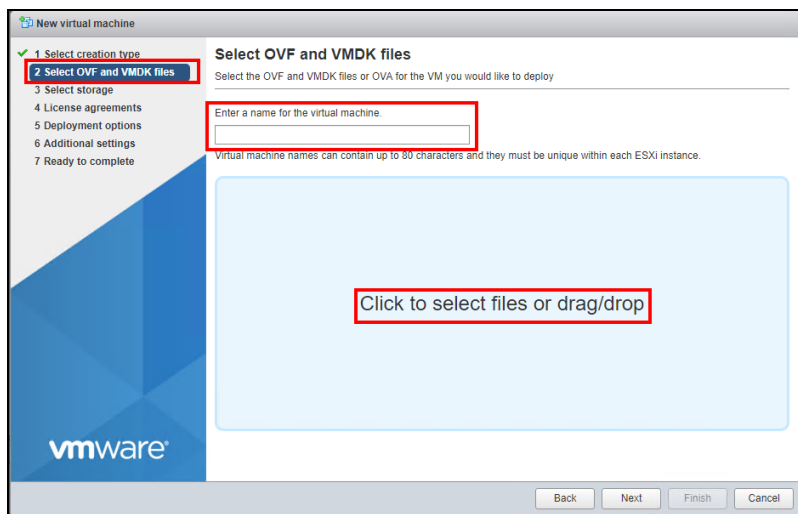 New virtual machine
1 Select creation type
2 Select OVF and VMDK files
3 Select storage
4 License agreements
5 Deployment options
6 Additional settings
7 Ready to complete
Select OVF and VMDK files
Select the OVF and VMDK files or OVA for the VM you would like to deploy
Enter a name for the virtual machine.
Virtual machine names can contain up to 80 characters and they must be unique within each ESXi instance.
Click to select files or drag/drop
vmware®
Back Next Finish Cancel